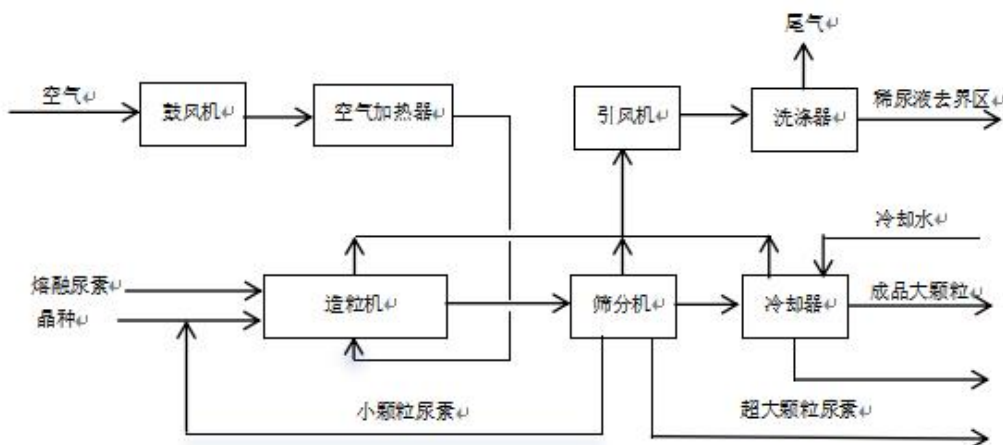 尾气
空气
鼓风机
空气加热器
引风机
洗涤器
稀尿液去界区
冷却水
熔融尿素
晶种
造粒机
筛分机
冷却器
成品大颗粒
小颗粒尿素
超大颗粒尿素